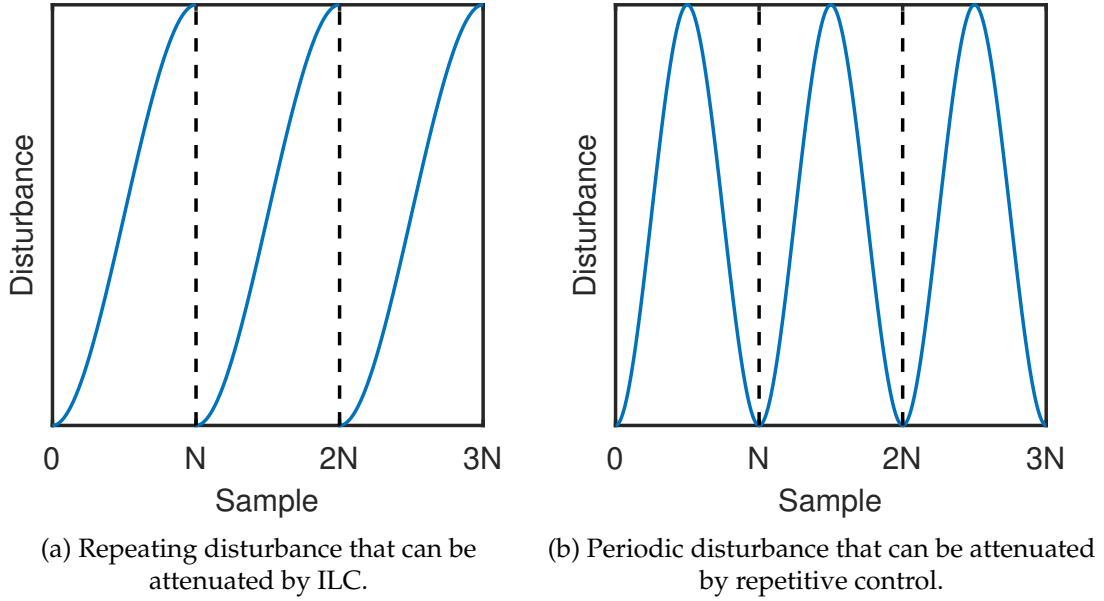 Disturbance
0 N 2N 3N
Sample
(a) Repeating disturbance that can be
attenuated by ILC.
Disturbance
0 N 2N 3N
Sample
(b) Periodic disturbance that can be attenuated
by repetitive control.